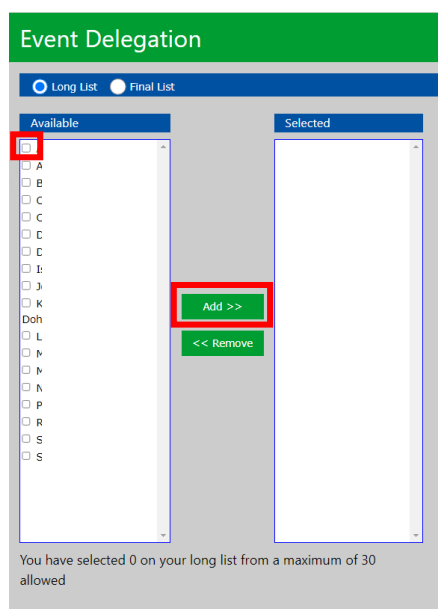 Event Delegation
Long List Final List
Available
Selected
A
B
C
C
D
D
Is
J
K
Doh
L
M
M
N
P
R
S
S
Add >>
<< Remove
You have selected 0 on your long list from a maximum of 30
allowed